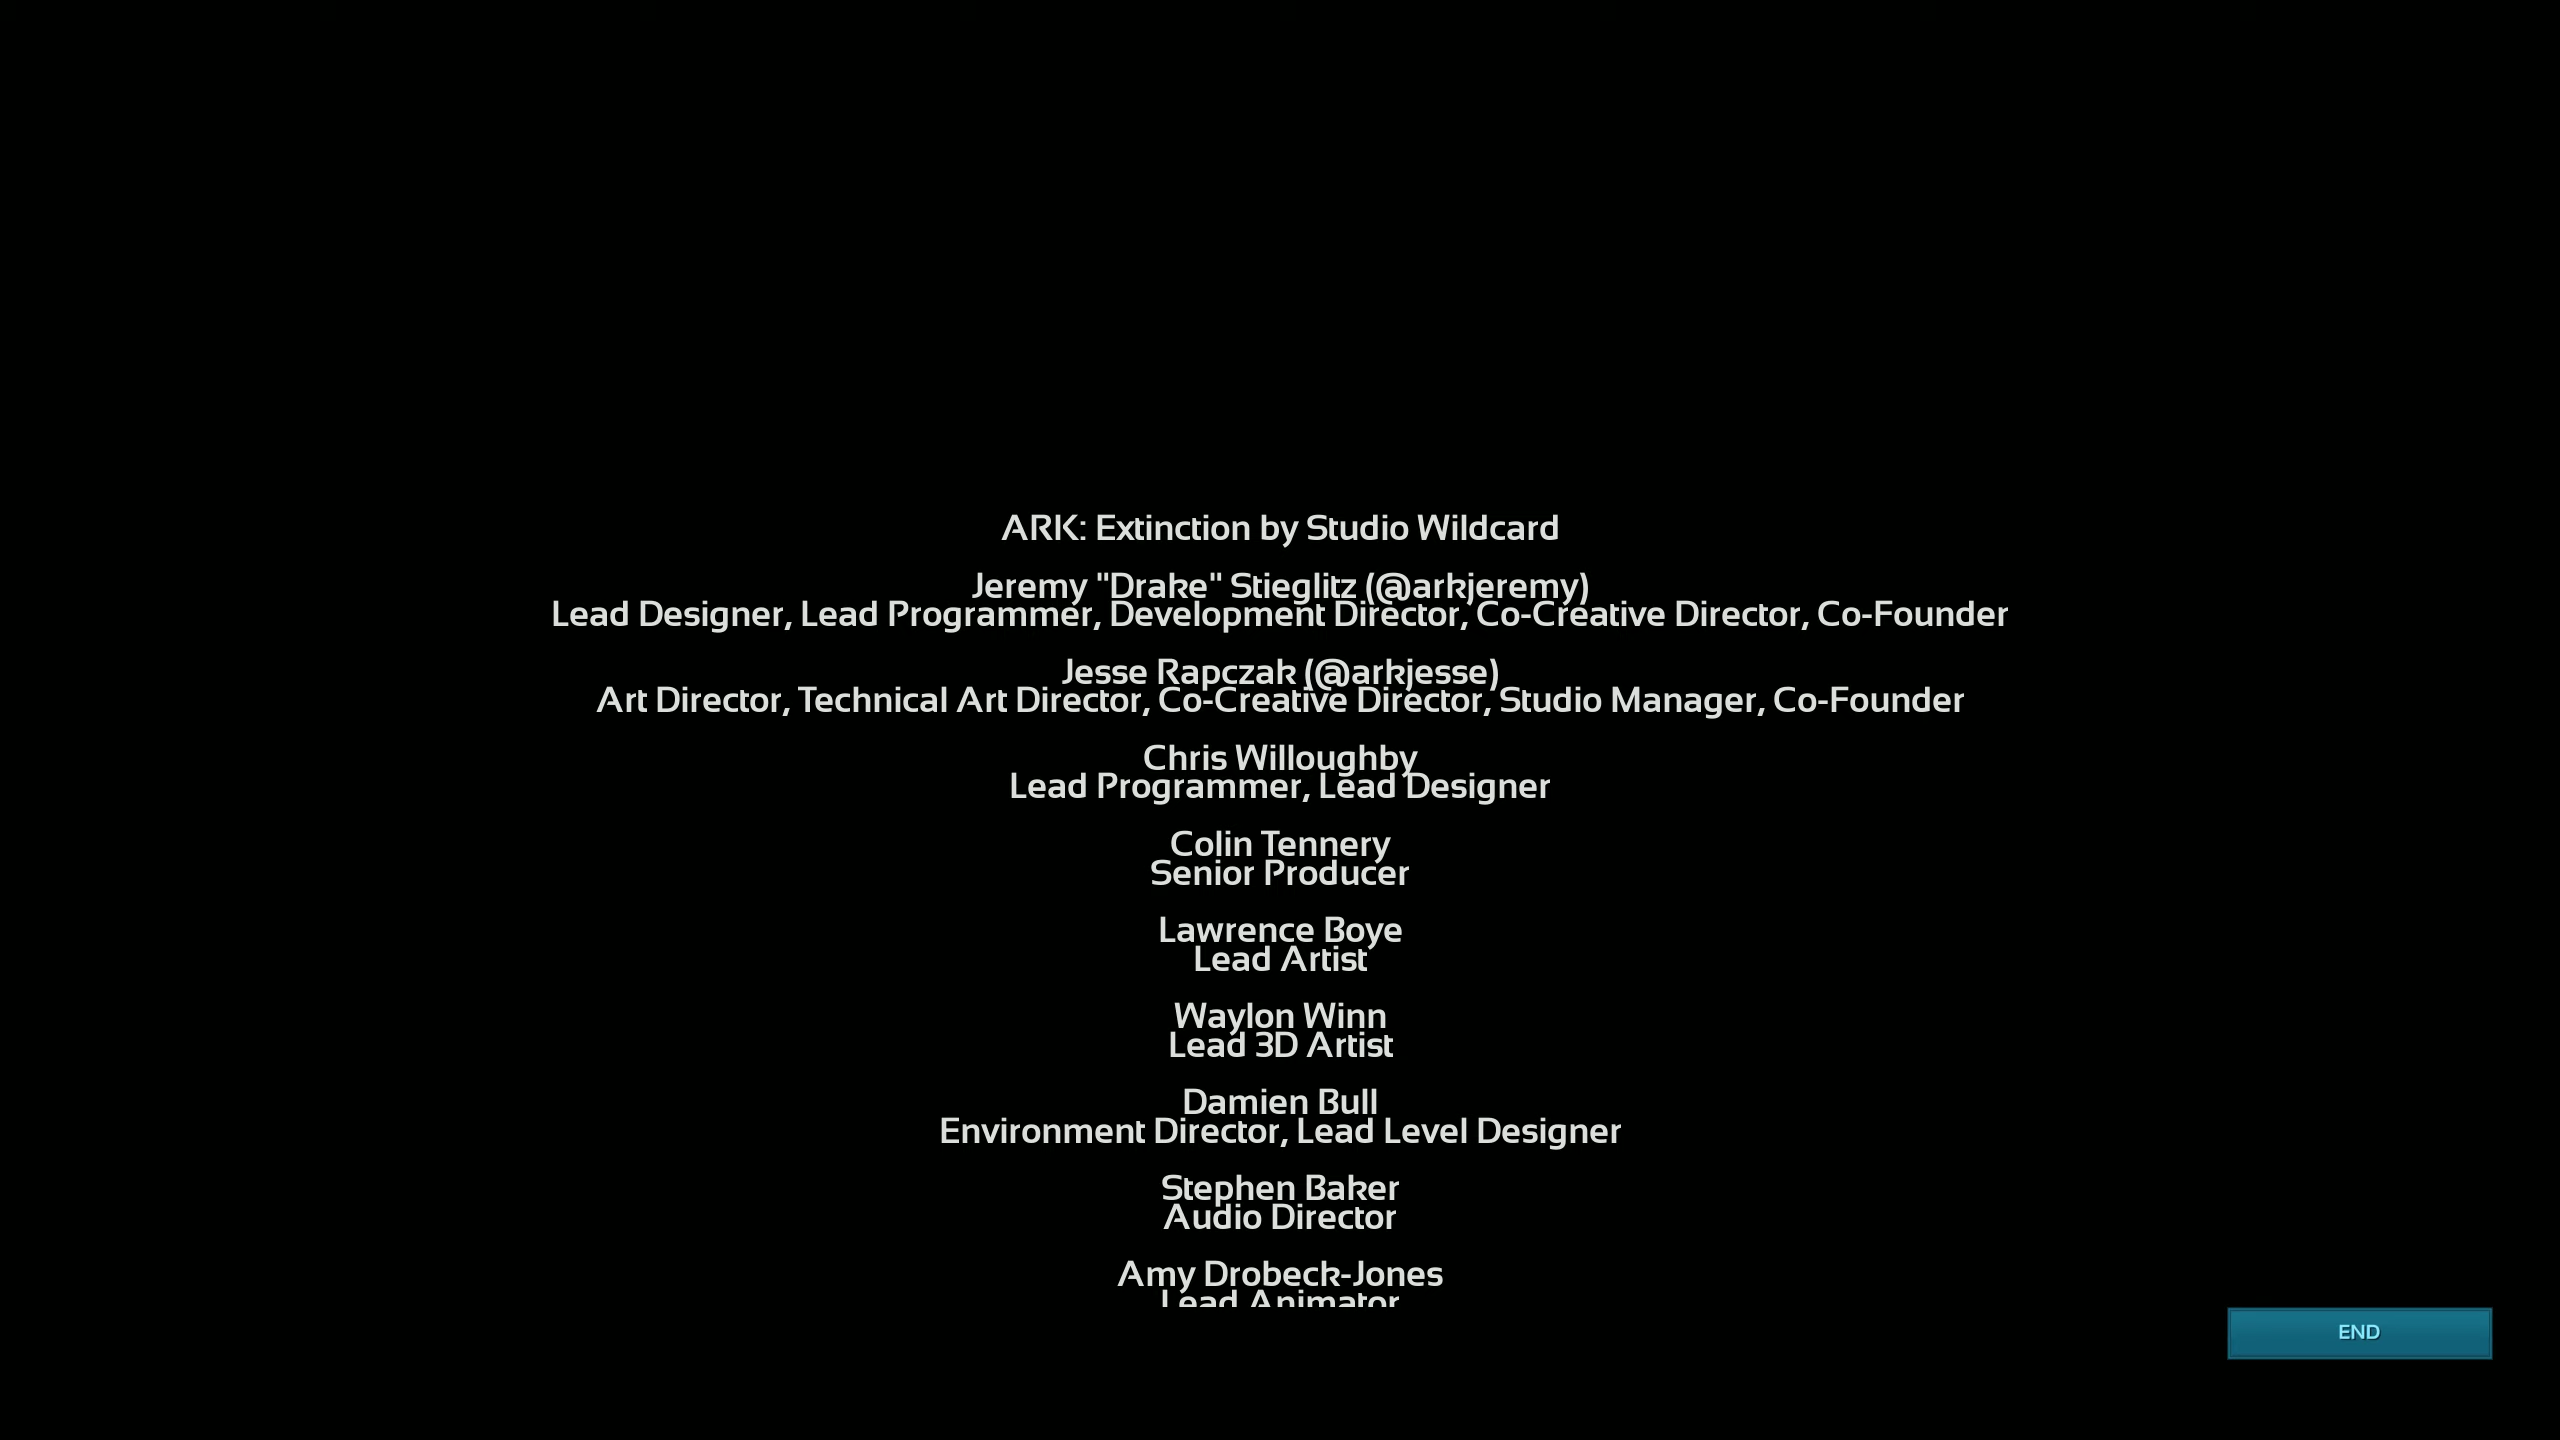 ARK: Extinction by Studio Wildcard
Jeremy "Drake" Stieglitz (@arkjeremy)
Lead Designer, Lead Programmer, Development Director, Co-Creative Director, Co-Founder
Jesse Rapczak (@arkjesse)
Art Director, Technical Art Director, Co-Creative Director, Studio Manager, Co-Founder
Chris Willoughby
Lead Programmer, Lead Designer
Colin Tennery
Senior Producer
Lawrence Boye
Lead Artist
Waylon Winn
Lead 3D Artist
Damien Bull
Environment Director, Lead Level Designer
Stephen Baker
Audio Director
Amy Drobeck-Jones
Lead Animator
END